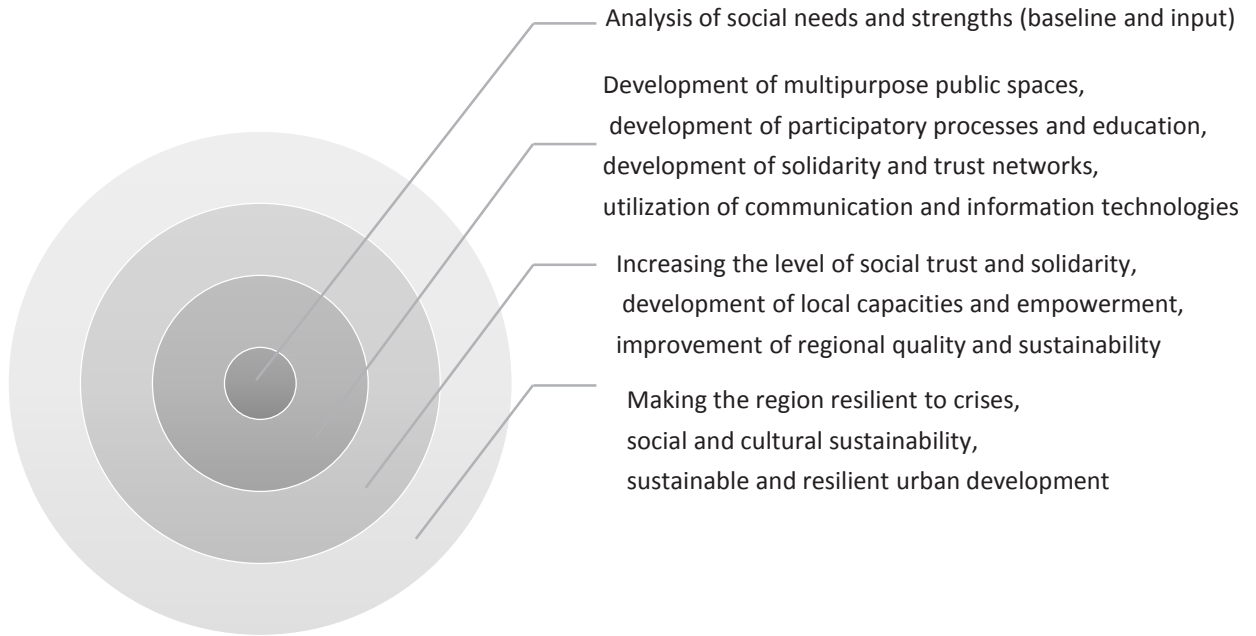 Analysis of social needs and strengths (baseline and input)
Development of multipurpose public spaces,
development of participatory processes and education,
development of solidarity and trust networks,
utilization of communication and information technologies
Increasing the level of social trust and solidarity,
development of local capacities and empowerment,
improvement of regional quality and sustainability
Making the region resilient to crises,
social and cultural sustainability,
sustainable and resilient urban development